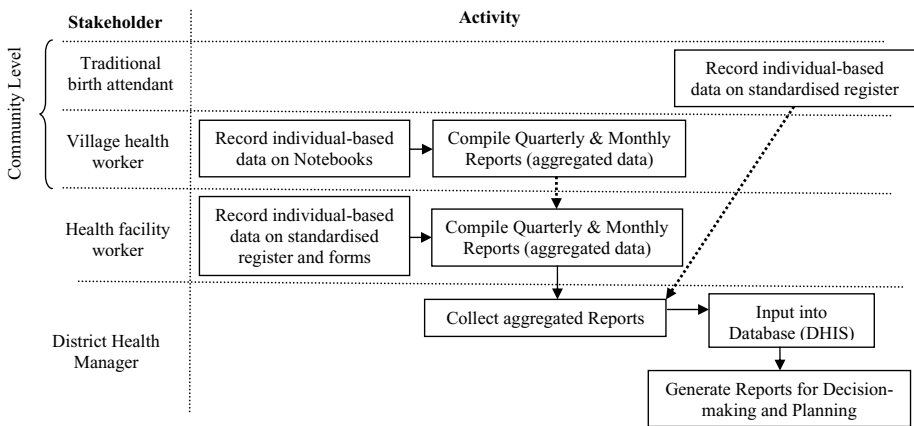 Stakeholder
Activity
Community Level
Traditional
birth attendant
Record individual-based
data on standardised
register
Village health
worker
Record individual-based
data on Notebooks
Compile Quarterly & Monthly
Reports (aggregated data)
Health facility
worker
Record individual-based
data on standardised
register and forms
Compile Quarterly & Monthly
Reports (aggregated data)
District Health
Manager
Collect aggregated Reports
Input into
Database (DHIS)
Generate Reports for Decision-
making and Planning